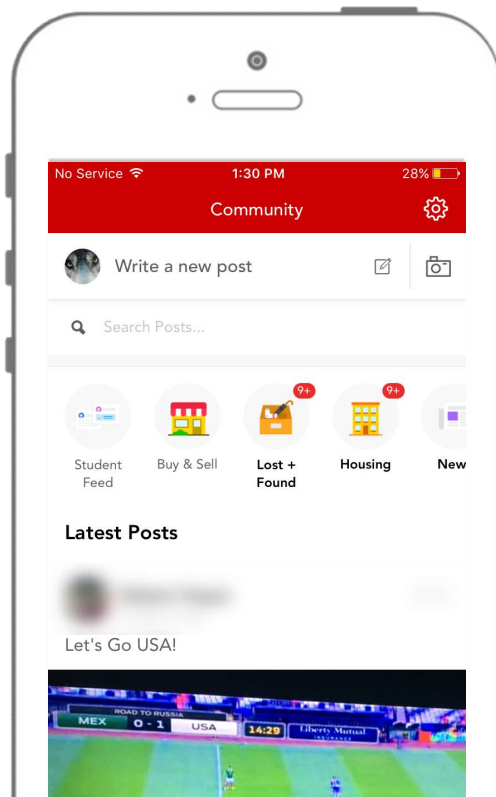 No Service 1:30 PM 28%
Community
Write a new post
Search Posts...
9+ 9+
Student Feed Buy & Sell Lost + Found Housing New
Latest Posts
Let's Go USA!
ROAD TO RUSSIA
MEX 0 - 1 USA 14:29 Liberty Mutual
INSURANCE